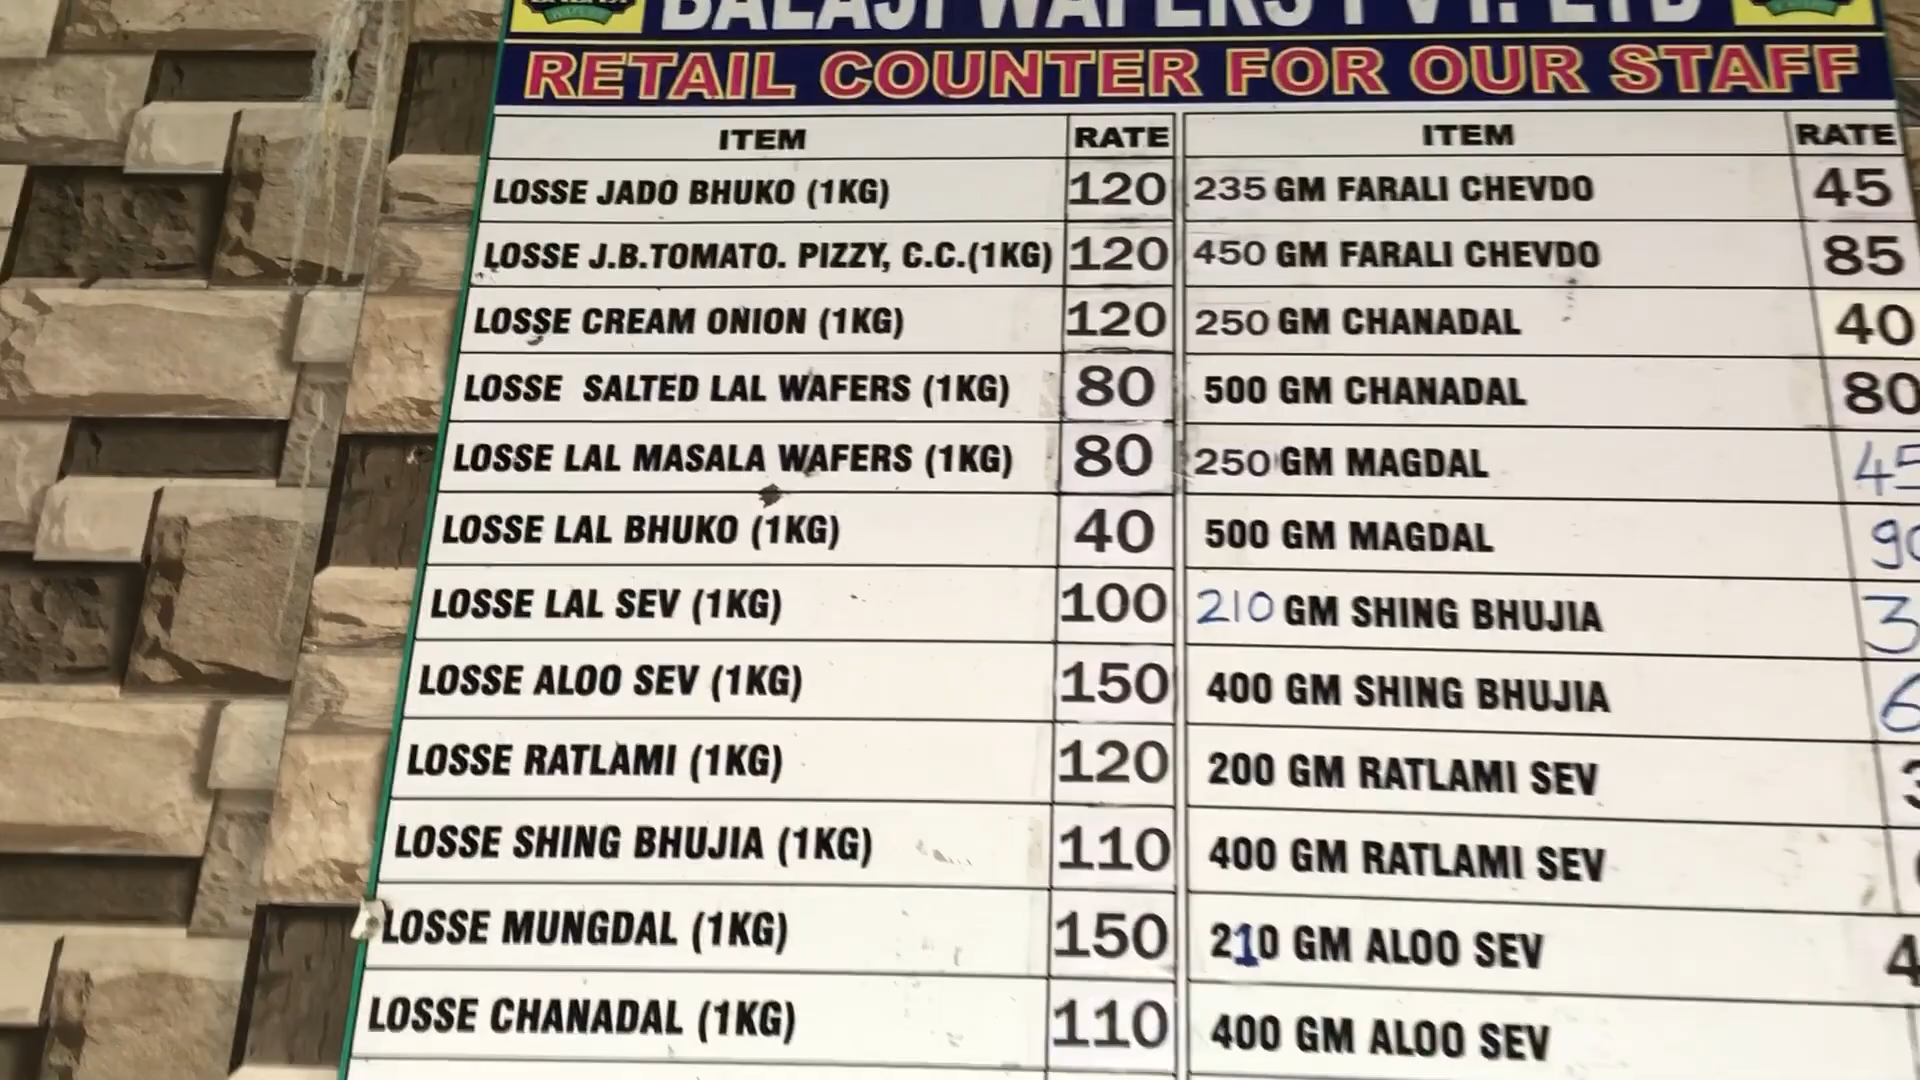 BALAJI WAFERS PVT. LTD
RETAIL COUNTER FOR OUR STAFF
ITEM RATE ITEM RATE
LOSSE JADO BHUKO (1KG) 120 235 GM FARALI CHEVDO 45
LOSSE J.B.TOMATO. PIZZY, C.C.(1KG) 120 450 GM FARALI CHEVDO 85
LOSSE CREAM ONION (1KG) 120 250 GM CHANADAL 40
LOSSE SALTED LAL WAFERS (1KG) 80 500 GM CHANADAL 80
LOSSE LAL MASALA WAFERS (1KG) 80 250 GM MAGDAL 45
LOSSE LAL BHUKO (1KG) 40 500 GM MAGDAL 90
LOSSE LAL SEV (1KG) 100 210 GM SHING BHUJIA
LOSSE ALOO SEV (1KG) 150 400 GM SHING BHUJIA
LOSSE RATLAMI (1KG) 120 200 GM RATLAMI SEV
LOSSE SHING BHUJIA (1KG) 110 400 GM RATLAMI SEV
LOSSE MUNGDAL (1KG) 150 210 GM ALOO SEV
LOSSE CHANADAL (1KG) 110 400 GM ALOO SEV